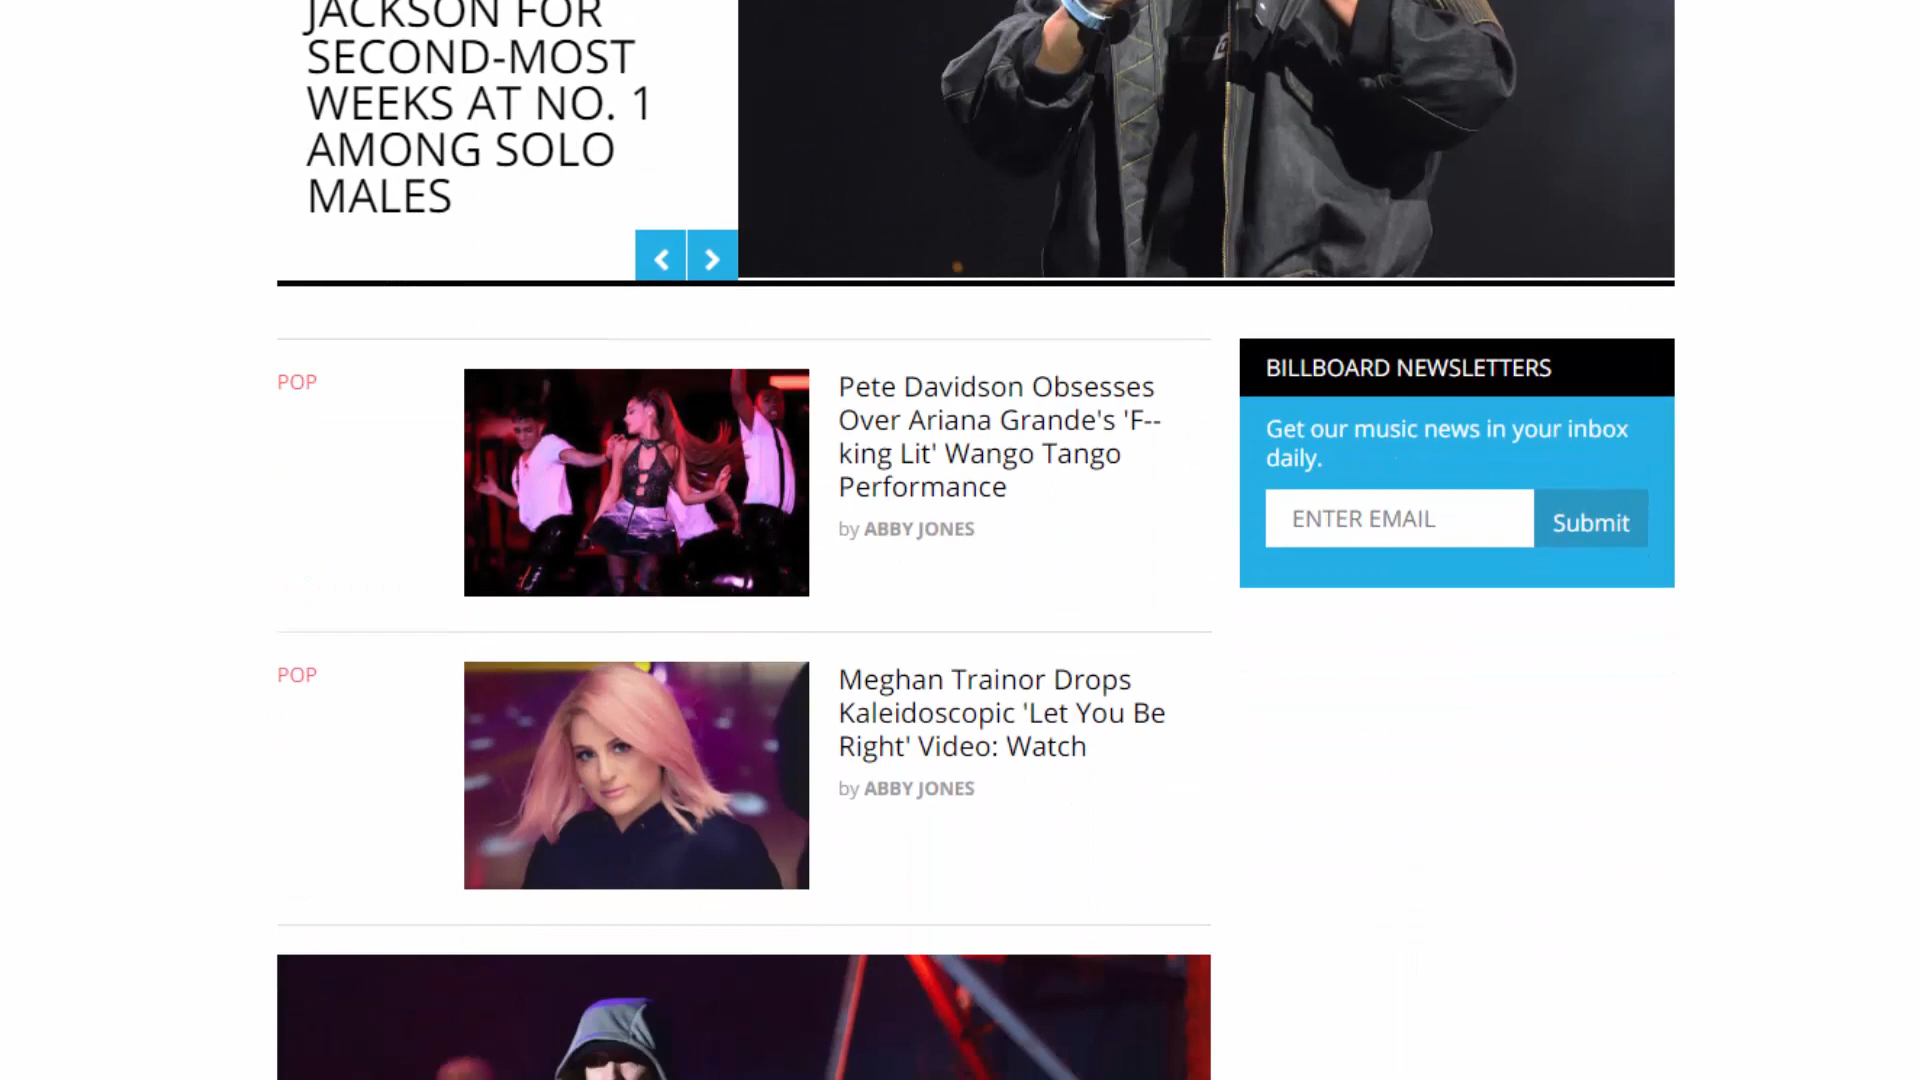 JACKSON FOR
SECOND-MOST
WEEKS AT NO. 1
AMONG SOLO
MALES
POP
Pete Davidson Obsesses
Over Ariana Grande's 'F--
king Lit' Wango Tango
Performance
by ABBY JONES
POP
Meghan Trainor Drops
Kaleidoscopic 'Let You Be
Right' Video: Watch
by ABBY JONES
BILLBOARD NEWSLETTERS
Get our music news in your inbox
daily.
ENTER EMAIL
Submit